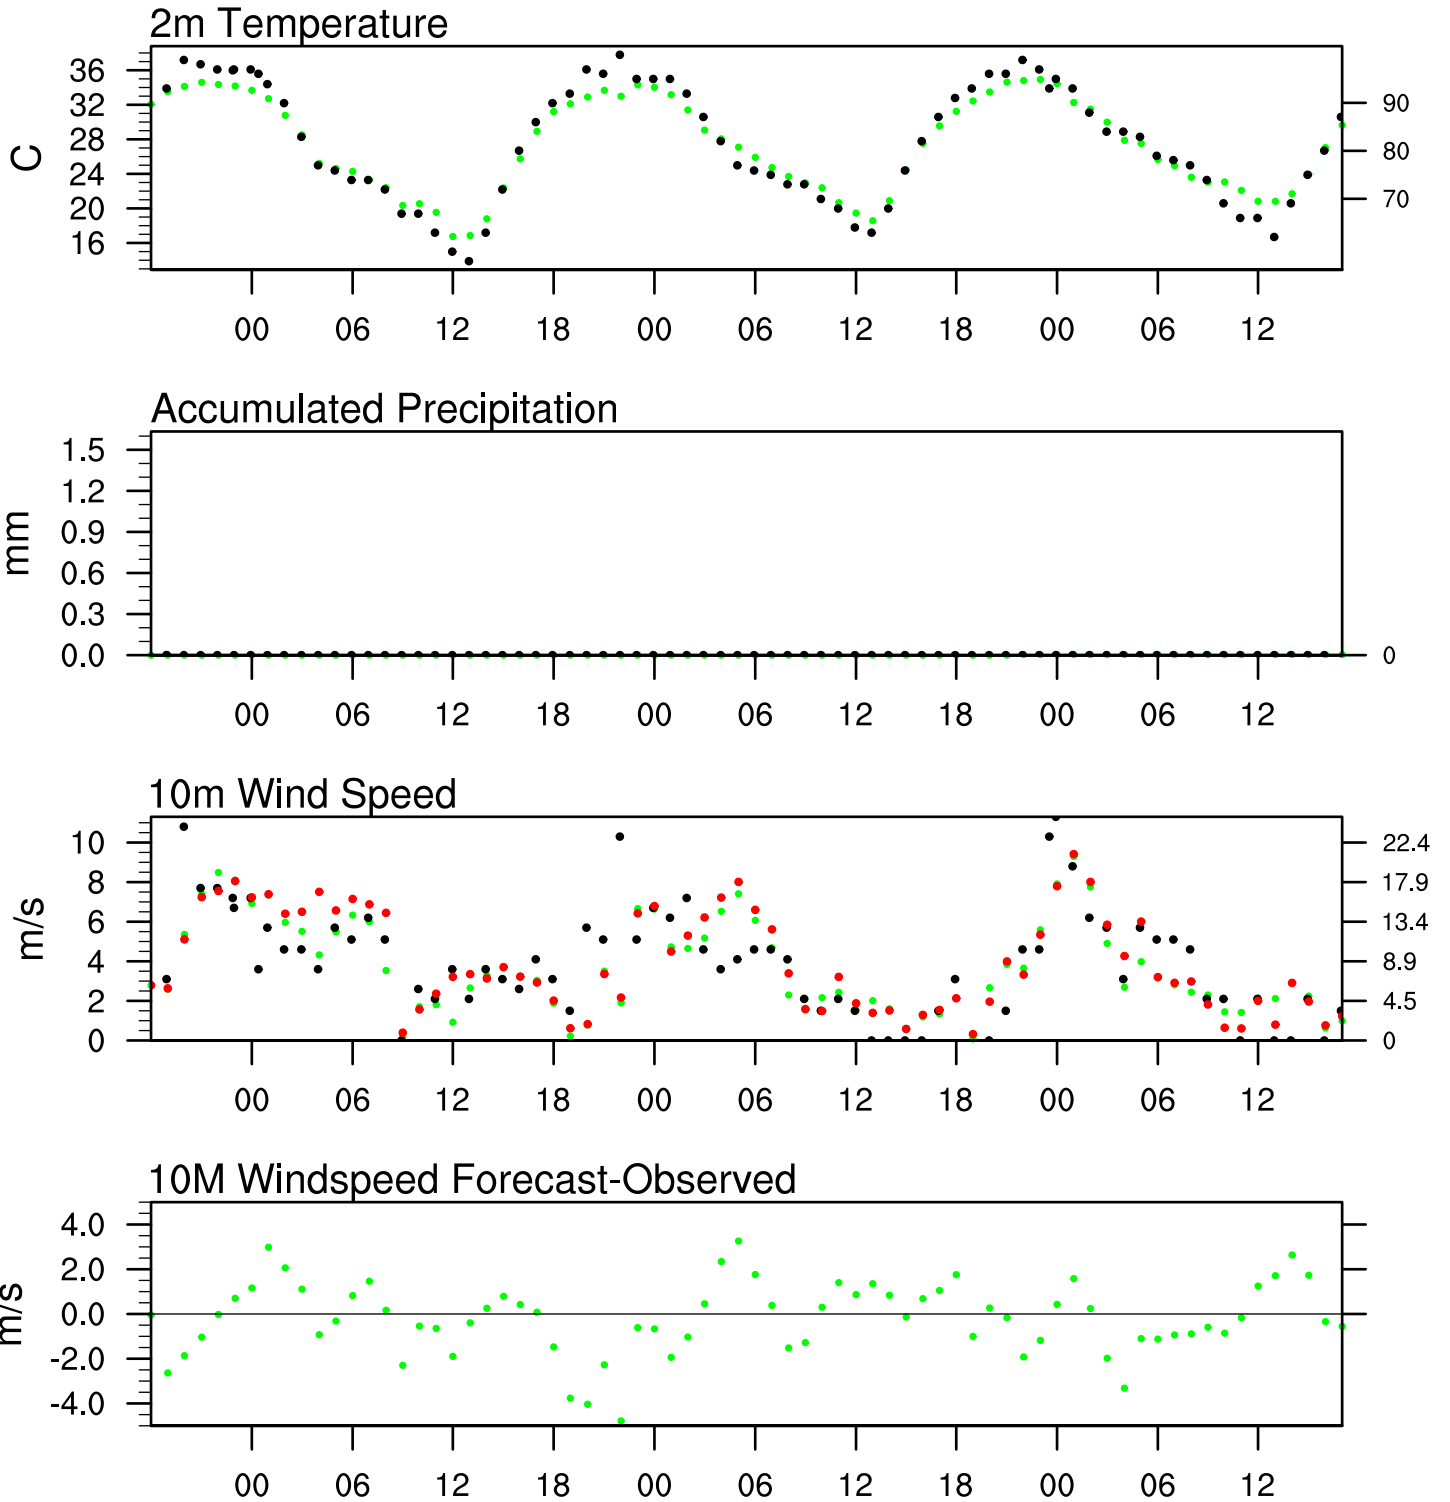 2m Temperature
36
32
28
24
20
16
C
90
80
70
00 06 12 18 00 06 12 18 00 06 12
Accumulated Precipitation
1.5
1.2
0.9
0.6
0.3
0.0
mm
0
00 06 12 18 00 06 12 18 00 06 12
10m Wind Speed
10
8
6
4
2
0
m/s
22.4
17.9
13.4
8.9
4.5
0
00 06 12 18 00 06 12 18 00 06 12
10M Windspeed Forecast-Observed
4.0
2.0
0.0
-2.0
-4.0
m/s
00 06 12 18 00 06 12 18 00 06 12